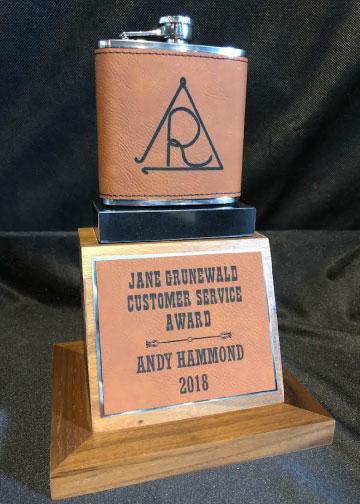 R
JANE GRUNEWALD
CUSTOMER SERVICE
AWARD
ANDY HAMMOND
2018